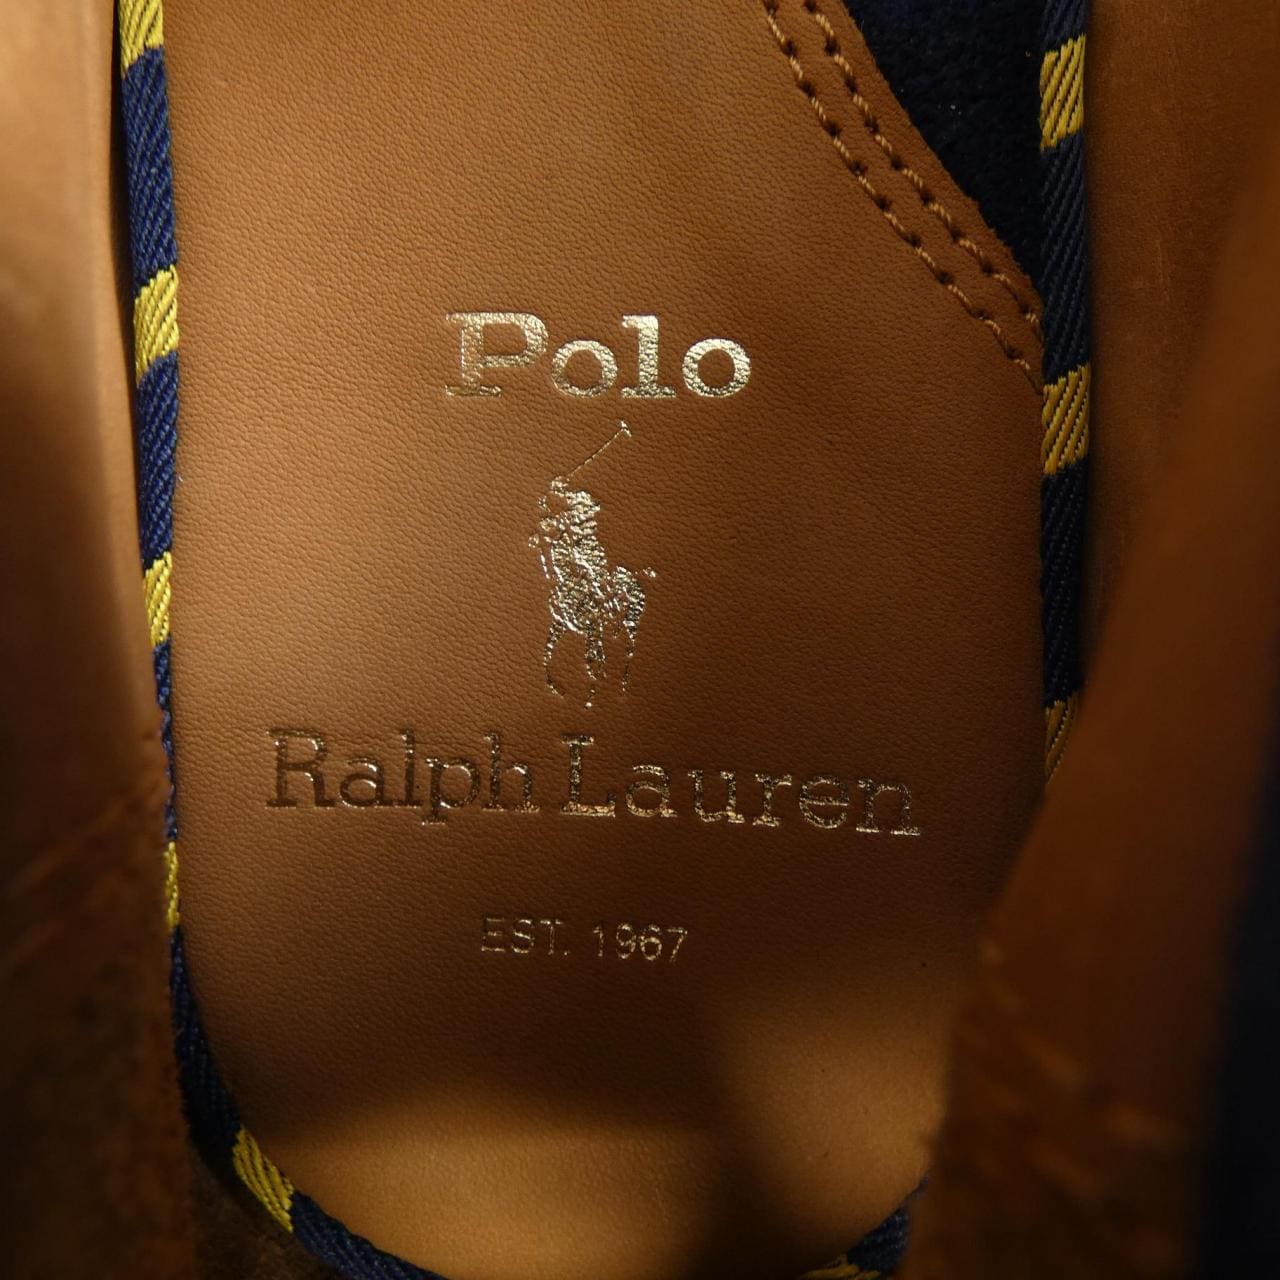 Polo
Ralph Lauren
EST. 1967